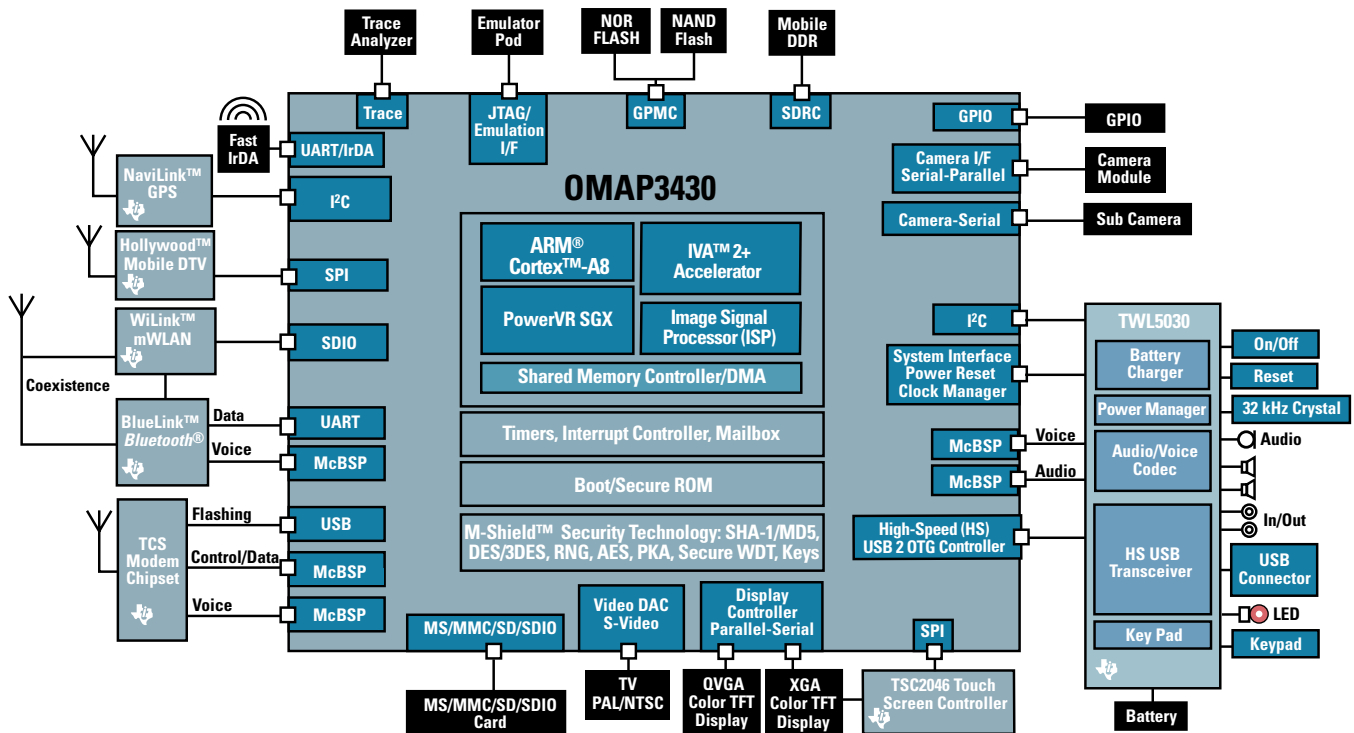 Trace
Analyzer
Emulator
Pod
NOR
FLASH
NAND
Flash
Mobile
DDR
Trace
JTAG/
Emulation
I/F
GPMC
SDRC
GPIO
GPIO
Fast
IrDA
UART/IrDA
Camera I/F
Serial-Parallel
Camera
Module
NaviLink™
GPS
I²C
OMAP3430
Camera-Serial
Sub Camera
Hollywood™
Mobile DTV
SPI
ARM®
Cortex™-A8
IVA™ 2+
Accelerator
PowerVR SGX
Image Signal
Processor (ISP)
Shared Memory Controller/DMA
WiLink™
mWLAN
SDIO
Coexistence
BlueLink™
Bluetooth®
Data
UART
Voice
McBSP
Timers, Interrupt Controller, Mailbox
Boot/Secure ROM
M-Shield™ Security Technology: SHA-1/MD5,
DES/3DES, RNG, AES, PKA, Secure WDT, Keys
I²C
System Interface
Power Reset
Clock Manager
McBSP
Voice
McBSP
Audio
High-Speed (HS)
USB 2 OTG Controller
TWL5030
Battery
Charger
On/Off
Reset
Power Manager
32 kHz Crystal
Audio/Voice
Codec
Audio
HS USB
Transceiver
In/Out
USB
Connector
LED
Key Pad
Keypad
Battery
TCS
Modem
Chipset
Flashing
USB
Control/Data
McBSP
Voice
McBSP
MS/MMC/SD/SDIO
Video DAC
S-Video
Display
Controller
Parallel-Serial
SPI
MS/MMC/SD/SDIO
Card
TV
PAL/NTSC
QVGA
Color TFT
Display
XGA
Color TFT
Display
TSC2046 Touch
Screen Controller